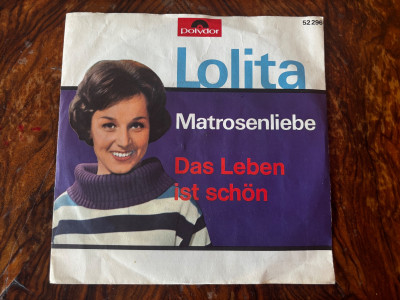 polydor
52 296
Lolita
Matrosenliebe
Das Leben
ist schön